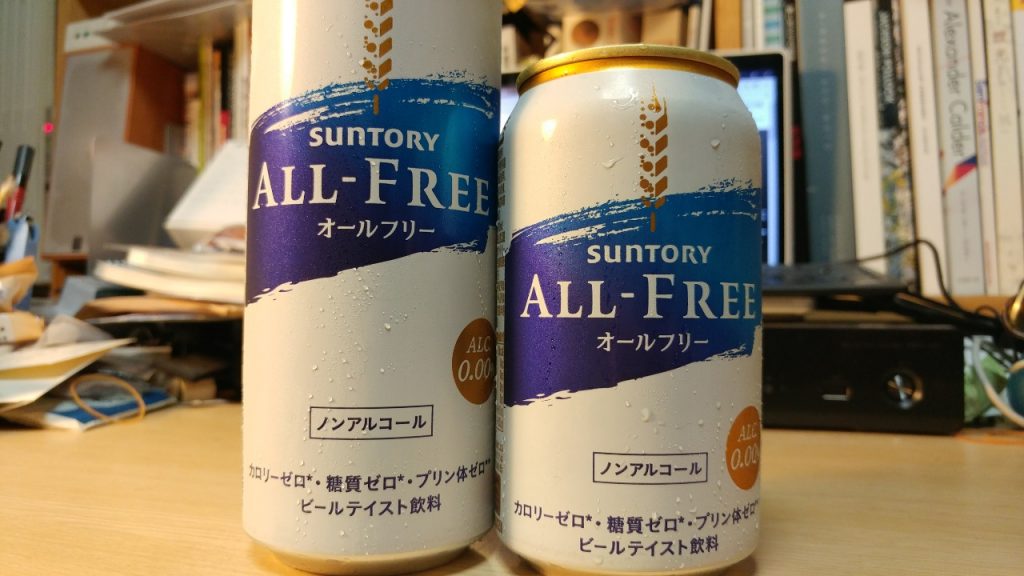 SUNTORY
ALL-FREE
オールフリー
ALC
0.00
ノンアルコール
カロリーゼロ*・糖質ゼロ*・プリン体ゼロ**
ビールテイスト飲料
SUNTORY
ALL-FREE
オールフリー
ALC
0.00
ノンアルコール
カロリーゼロ*・糖質ゼロ*・プリン体ゼロ**
ビールテイスト飲料
Alexander Calder